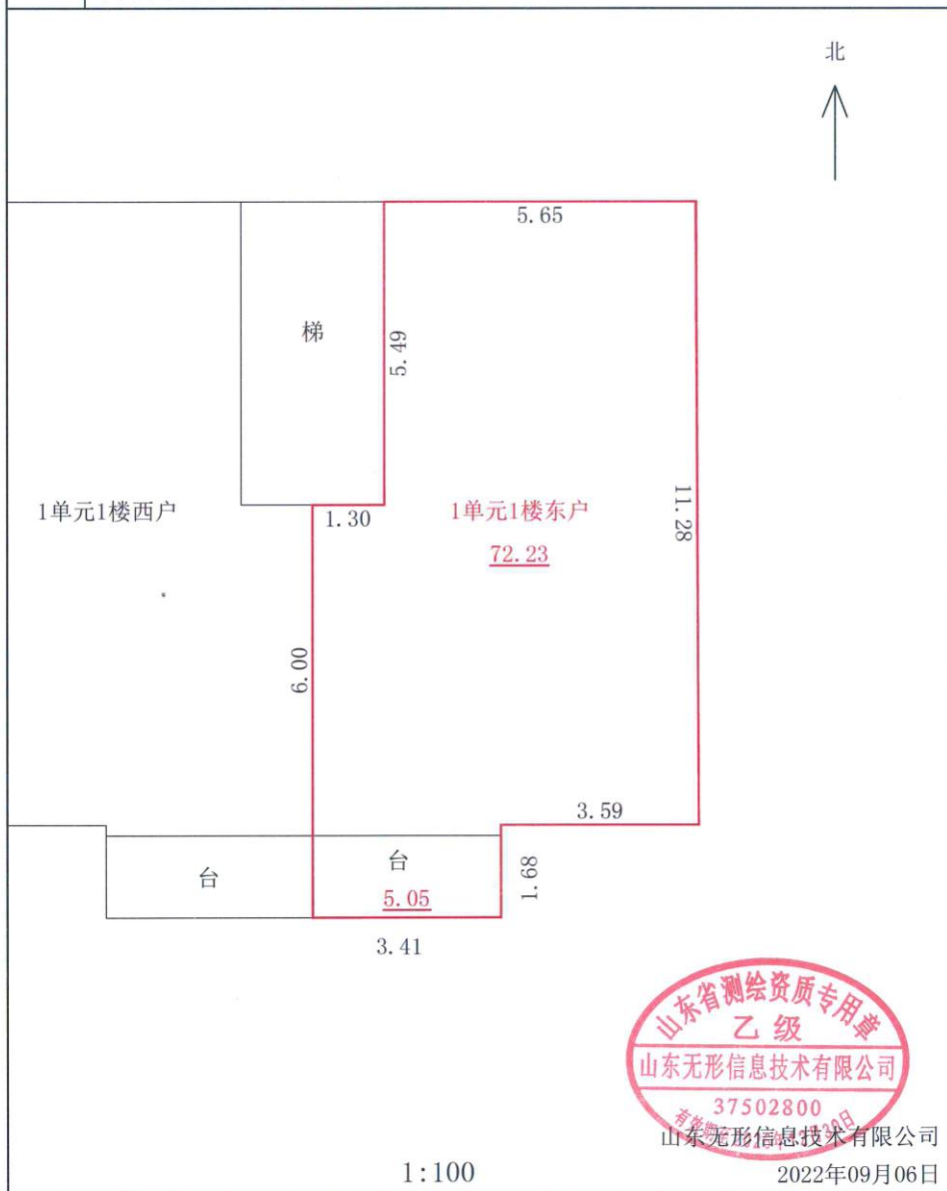 北
5.65
梯
5.49
1单元1楼西户
1.30
1单元1楼东户
72.23
11.28
6.00
3.59
台
台
5.05
1.68
3.41
山东省测绘资质专用章
乙级
山东无形信息技术有限公司
37502800
山东无形信息技术有限公司
1:100
2022年09月06日